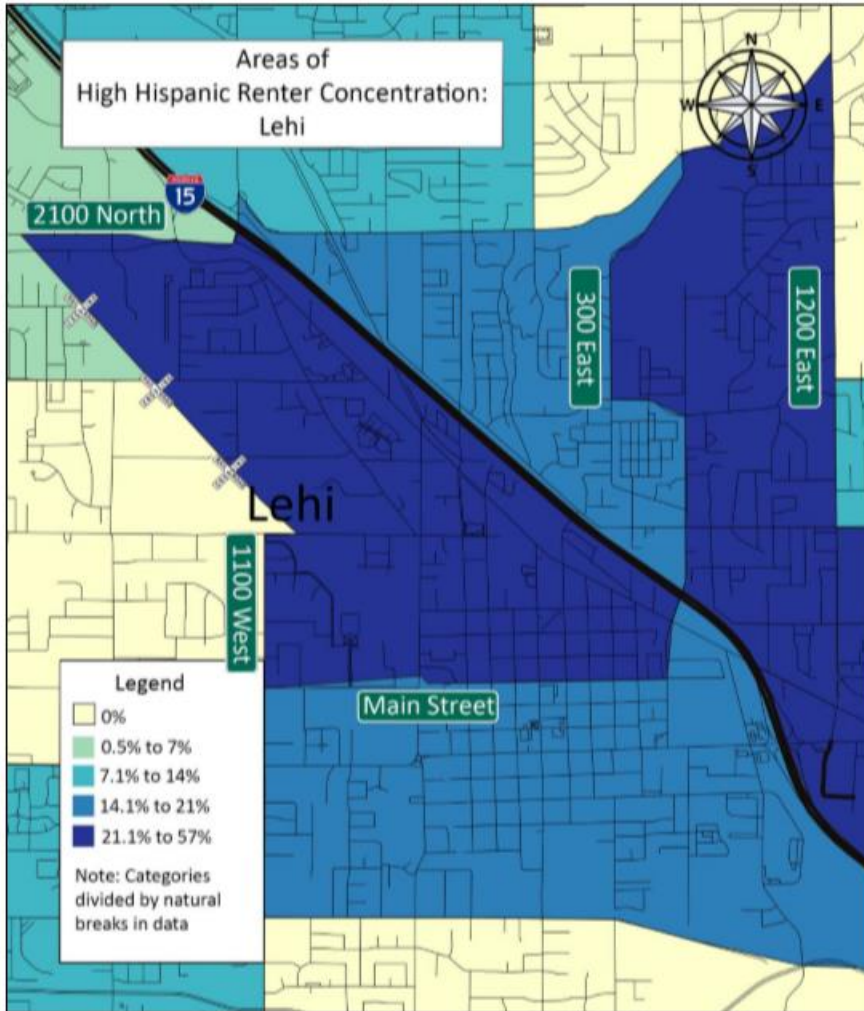 Areas of
High Hispanic Renter Concentration:
Lehi
N
W
E
S
15
2100 North
300 East
1200 East
Lehi
1100 West
Main Street
Legend
0%
0.5% to 7%
7.1% to 14%
14.1% to 21%
21.1% to 57%
Note: Categories
divided by natural
breaks in data